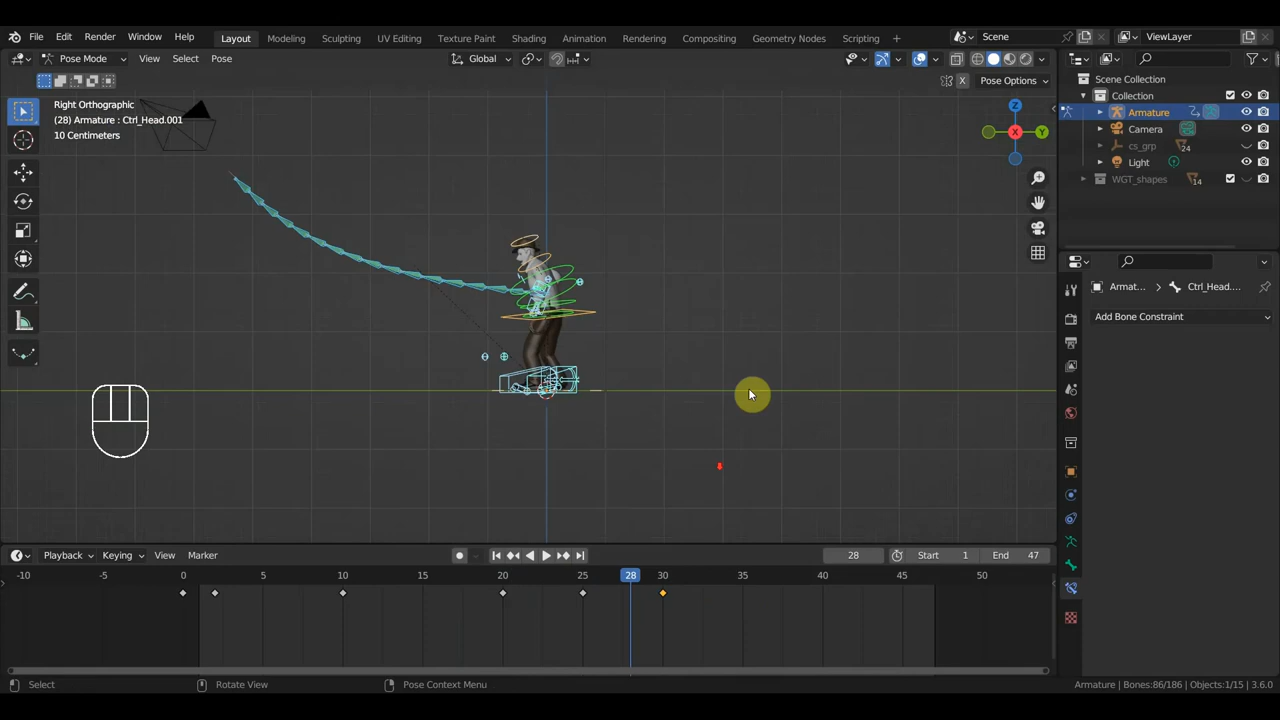 File Edit Render Window Help Layout Modeling Sculpting UV Editing Texture Paint Shading Animation Rendering Compositing Geometry Nodes Scripting + Scene ViewLayer
Pose Mode View Select Pose Global
X Pose Options
Right Orthographic
(28) Armature : Ctrl_Head.001
10 Centimeters
Z
X Y
Scene Collection
Collection
Armature
Camera
cs_grp 24
Light
WGT_shapes 14
Armat... > Ctrl_Head....
Add Bone Constraint
Playback Keying View Marker 28 Start 1 End 47
-10 -5 0 5 10 15 20 25 28 30 35 40 45 50
Select Rotate View Pose Context Menu Armature | Bones:86/186 | Objects:1/15 | 3.6.0